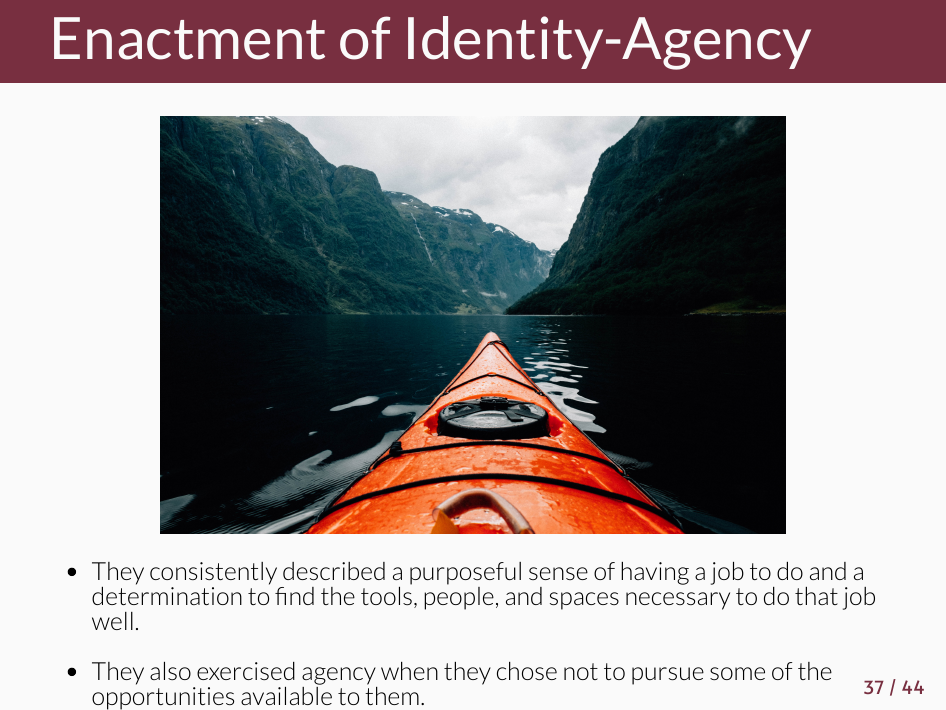 Enactment of Identity-Agency
• They consistently described a purposeful sense of having a job to do and a
determination to find the tools, people, and spaces necessary to do that job
well.
• They also exercised agency when they chose not to pursue some of the
opportunities available to them.
37 / 44